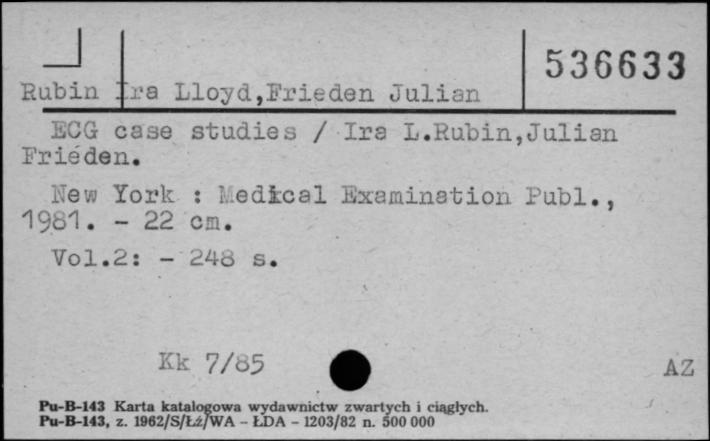 536633
Rubin Ira Lloyd,Frieden Julian
ECG case studies / Ira L.Rubin,Julian
Frieden.
New York : Medical Examination Publ.,
1981. - 22 cm.
Vol.2: - 248 s.
Kk 7/85
AZ
Pu-B-143 Karta katalogowa wydawnictw zwartych i ciągłych.
Pu-B-143, z. 1962/S/Łź/WA - ŁDA - 1203/82 n. 500 000